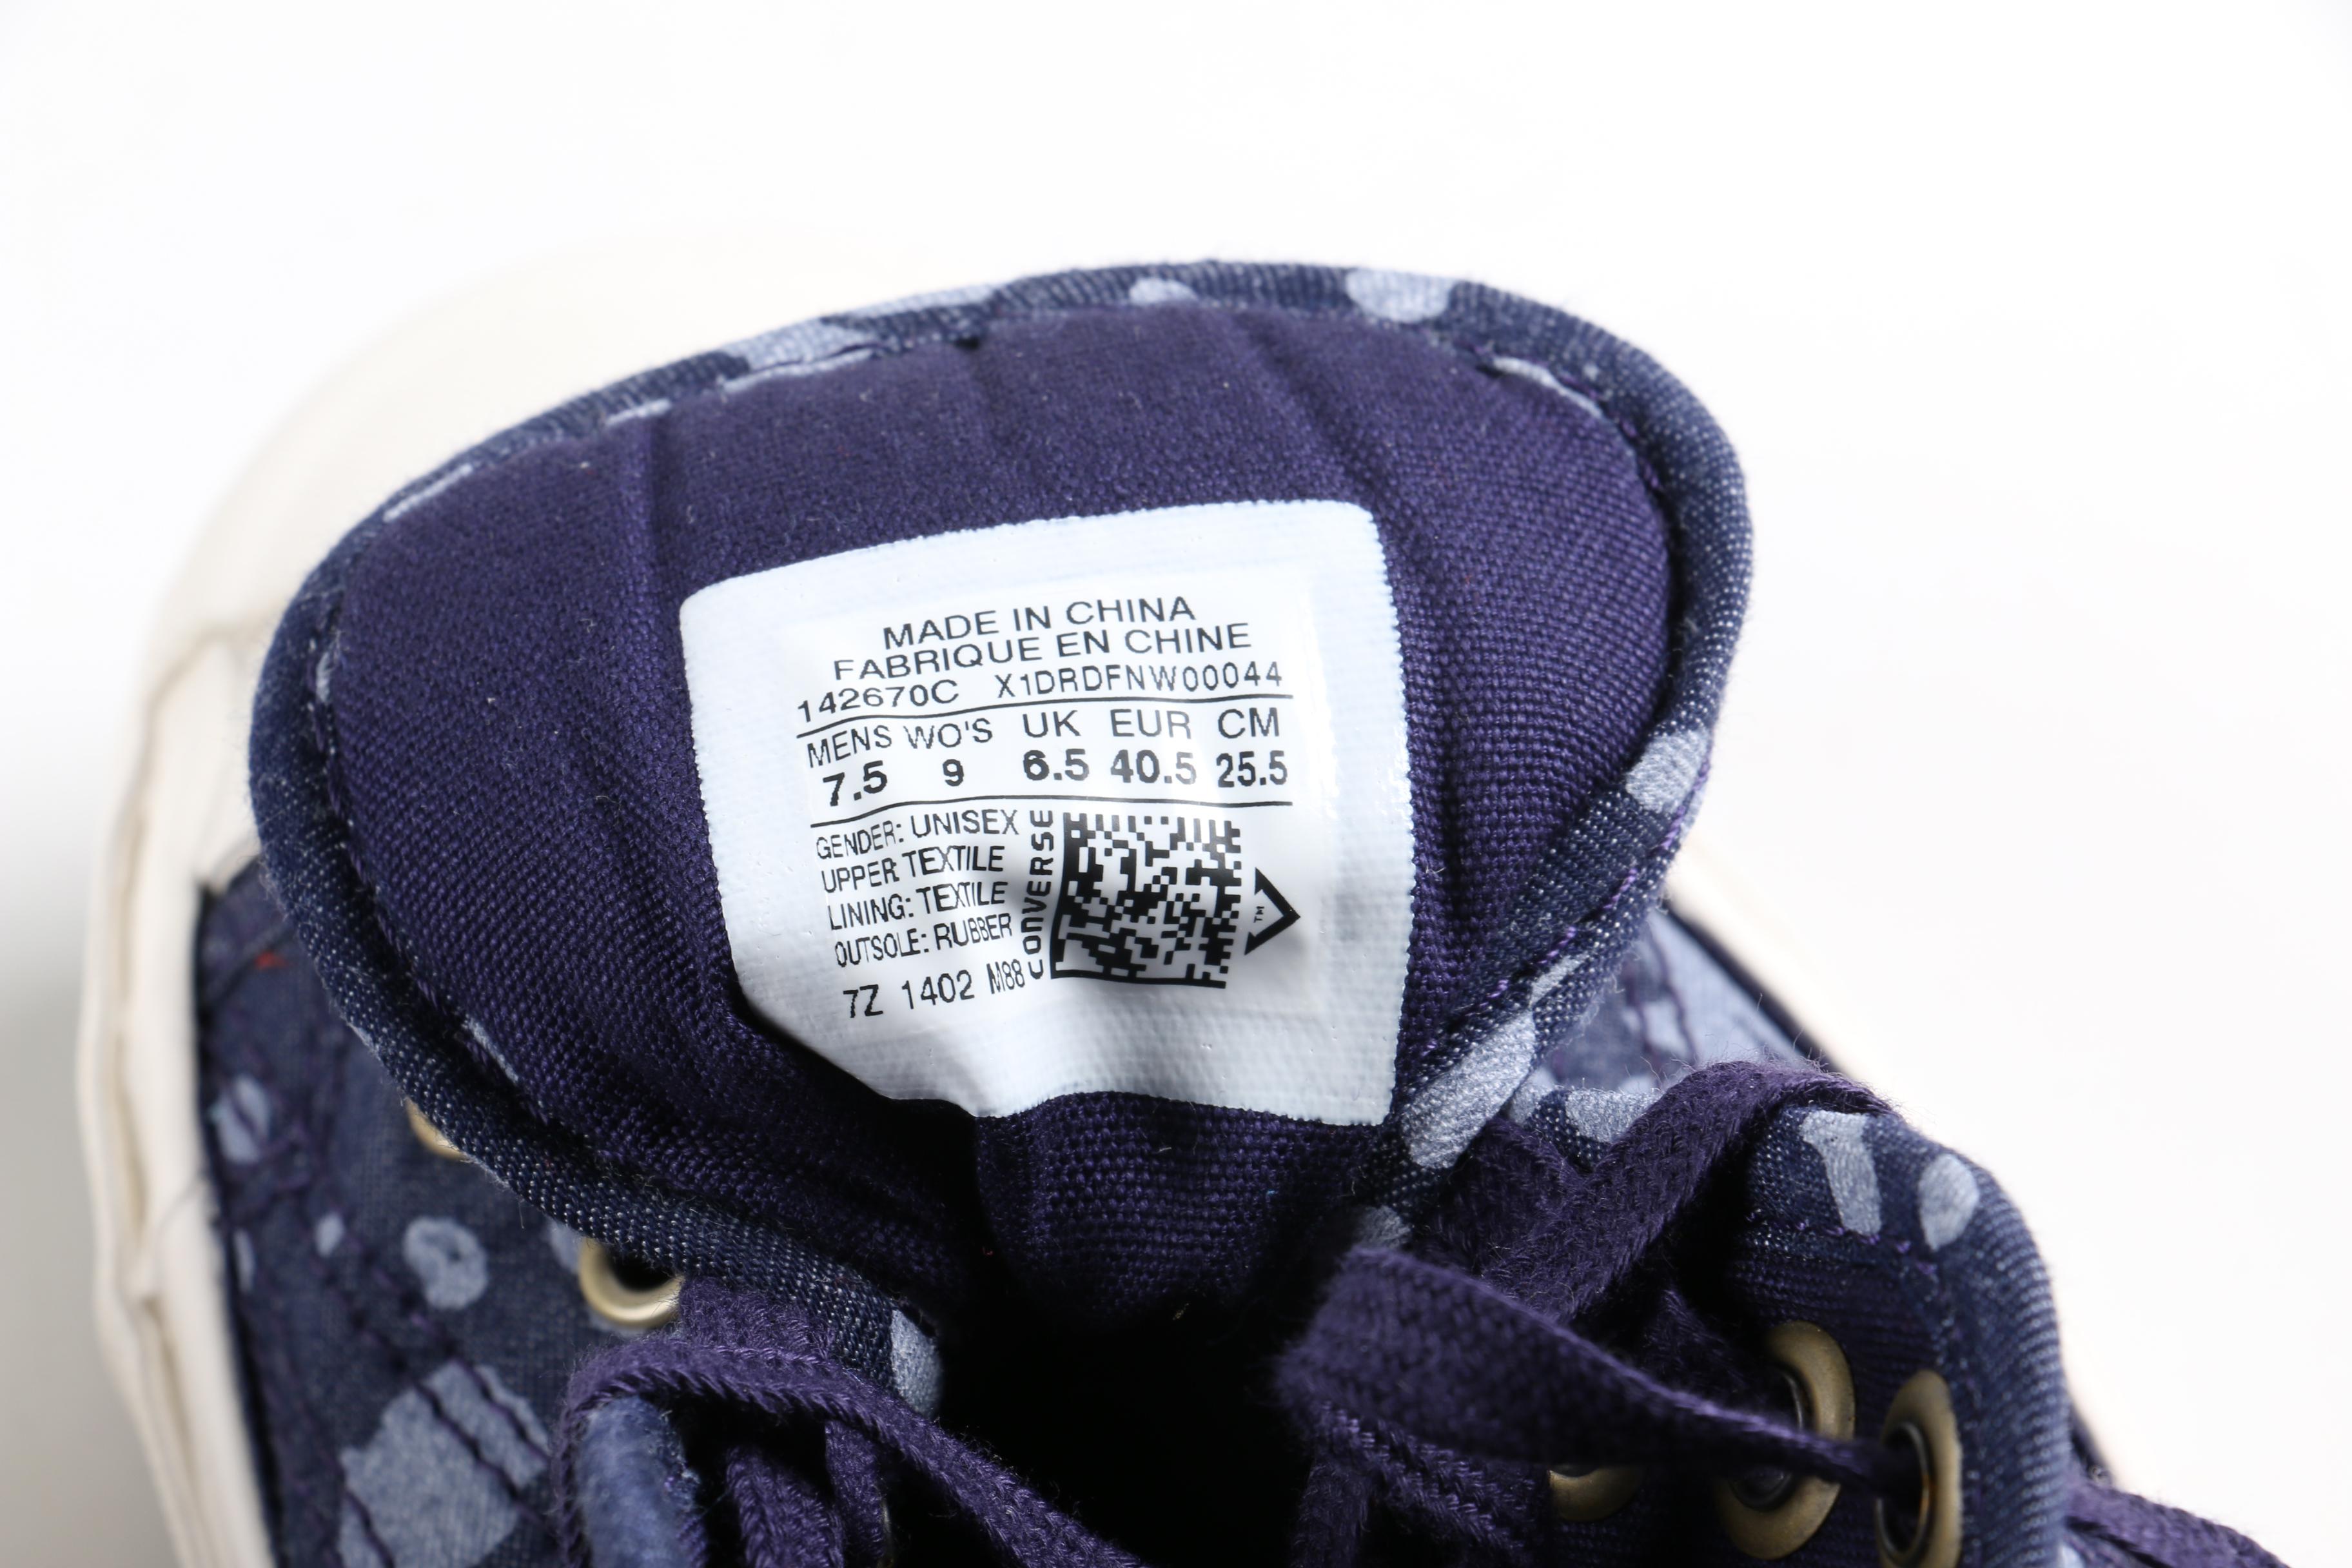 MADE IN CHINA
FABRIQUE EN CHINE
142670C X1DRDFNW00044
MENS WO'S UK EUR CM
7.5 9 6.5 40.5 25.5
GENDER: UNISEX
UPPER TEXTILE
LINING: TEXTILE
OUTSOLE: RUBBER
7Z 1402 M88
CONVERSE
TM